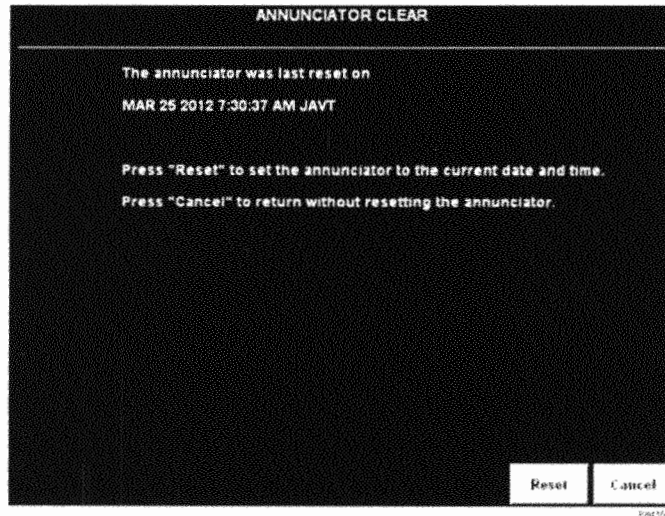 ANNUNCIATOR CLEAR
The annunciator was last reset on
MAR 25 2012 7:30:37 AM JAVT
Press "Reset" to set the annunciator to the current date and time.
Press "Cancel" to return without resetting the annunciator.
Reset Cancel